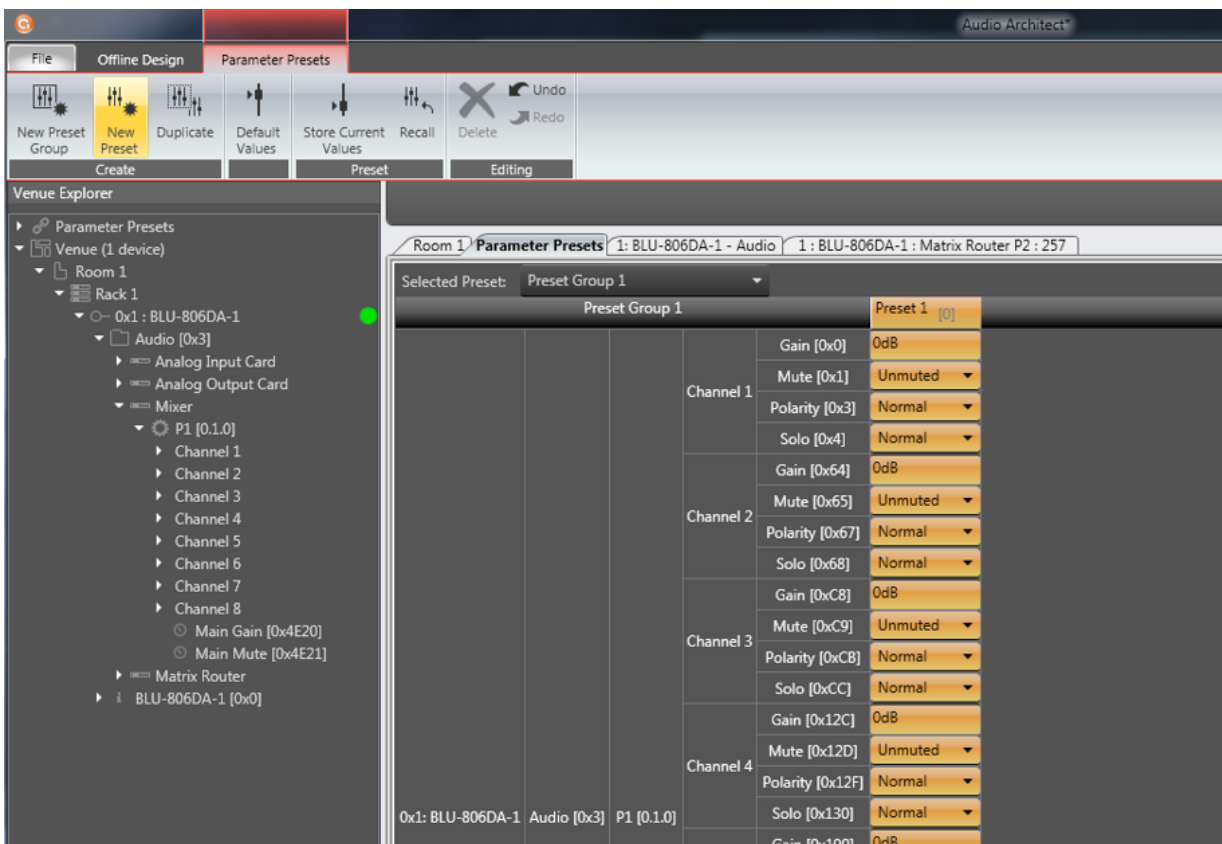 Audio Architect*
File Offline Design Parameter Presets
New Preset Group New Preset Duplicate Default Values Store Current Values Recall Delete Undo Redo
Create Preset Editing
Venue Explorer
Parameter Presets
Venue (1 device)
Room 1
Rack 1
0x1 : BLU-806DA-1
Audio [0x3]
Analog Input Card
Analog Output Card
Mixer
P1 [0.1.0]
Channel 1
Channel 2
Channel 3
Channel 4
Channel 5
Channel 6
Channel 7
Channel 8
Main Gain [0x4E20]
Main Mute [0x4E21]
Matrix Router
i BLU-806DA-1 [0x0]
Room 1 Parameter Presets 1: BLU-806DA-1 - Audio 1 : BLU-806DA-1 : Matrix Router P2 : 257
Selected Preset: Preset Group 1
Preset Group 1 Preset 1 [0]
Channel 1
Gain [0x0] 0dB
Mute [0x1] Unmuted
Polarity [0x3] Normal
Solo [0x4] Normal
Channel 2
Gain [0x64] 0dB
Mute [0x65] Unmuted
Polarity [0x67] Normal
Solo [0x68] Normal
Channel 3
Gain [0xC8] 0dB
Mute [0xC9] Unmuted
Polarity [0xCB] Normal
Solo [0xCC] Normal
Channel 4
Gain [0x12C] 0dB
Mute [0x12D] Unmuted
Polarity [0x12F] Normal
0x1: BLU-806DA-1 Audio [0x3] P1 [0.1.0] Solo [0x130] Normal
Gain [0x190] 0dB